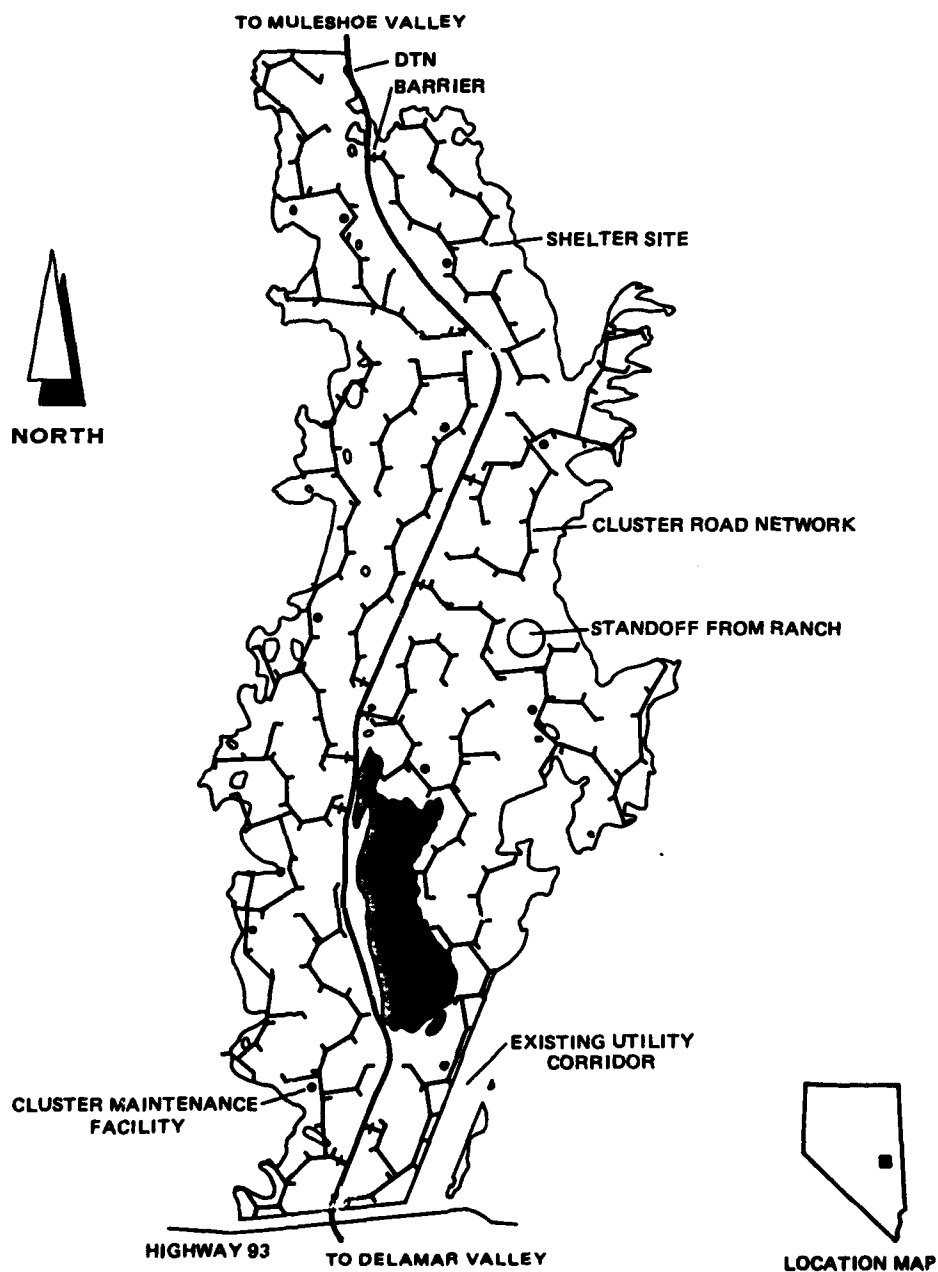 TO MULESHOE VALLEY
DTN
BARRIER
SHELTER SITE
NORTH
CLUSTER ROAD NETWORK
STANDOFF FROM RANCH
EXISTING UTILITY
CORRIDOR
CLUSTER MAINTENANCE
FACILITY
HIGHWAY 93
TO DELAMAR VALLEY
LOCATION MAP